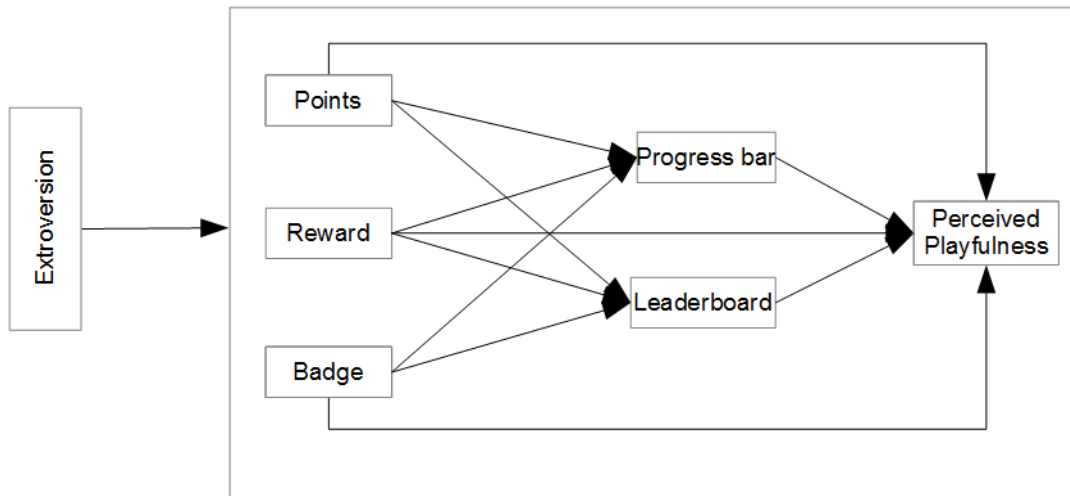 Extroversion
Points
Reward
Badge
Progress bar
Leaderboard
Perceived
Playfulness